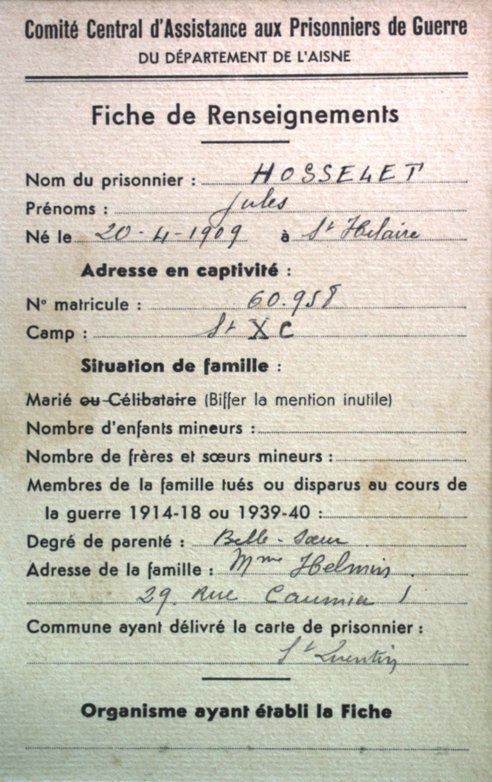 Comité Central d'Assistance aux Prisonniers de Guerre
DU DÉPARTEMENT DE L'AISNE
Fiche de Renseignements
Nom du prisonnier : HOSSELET
Prénoms : Jules
Né le 20-4-1909 à St Hilaire
Adresse en captivité :
N° matricule : 60.958
Camp : St X C
Situation de famille :
Marié ou Célibataire (Biffer la mention inutile)
Nombre d'enfants mineurs :
Nombre de frères et sœurs mineurs :
Membres de la famille tués ou disparus au cours de
la guerre 1914-18 ou 1939-40 :
Degré de parenté : Belle-Sœur
Adresse de la famille : Mme
29, Rue
Commune ayant délivré la carte de prisonnier :
St Quentin
Organisme ayant établi la Fiche